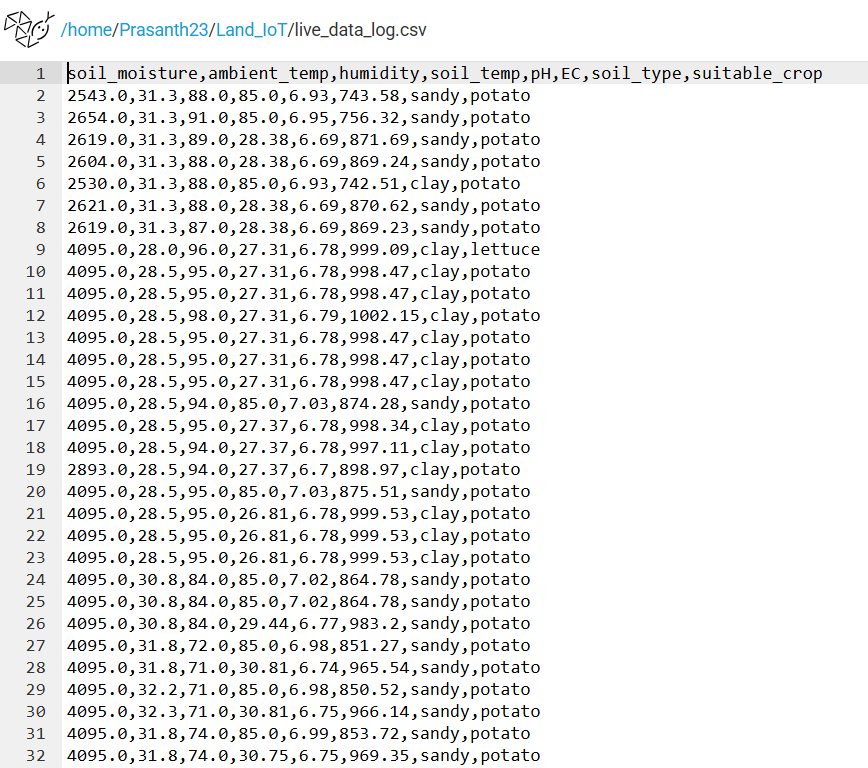 /home/Prasanth23/Land_IoT/live_data_log.csv
1 soil_moisture,ambient_temp,humidity,soil_temp,pH,EC,soil_type,suitable_crop
2 2543.0,31.3,88.0,85.0,6.93,743.58,sandy,potato
3 2654.0,31.3,91.0,85.0,6.95,756.32,sandy,potato
4 2619.0,31.3,89.0,28.38,6.69,871.69,sandy,potato
5 2604.0,31.3,88.0,28.38,6.69,869.24,sandy,potato
6 2530.0,31.3,88.0,85.0,6.93,742.51,clay,potato
7 2621.0,31.3,88.0,28.38,6.69,870.62,sandy,potato
8 2619.0,31.3,87.0,28.38,6.69,869.23,sandy,potato
9 4095.0,28.0,96.0,27.31,6.78,999.09,clay,lettuce
10 4095.0,28.5,95.0,27.31,6.78,998.47,clay,potato
11 4095.0,28.5,95.0,27.31,6.78,998.47,clay,potato
12 4095.0,28.5,98.0,27.31,6.79,1002.15,clay,potato
13 4095.0,28.5,95.0,27.31,6.78,998.47,clay,potato
14 4095.0,28.5,95.0,27.31,6.78,998.47,clay,potato
15 4095.0,28.5,95.0,27.31,6.78,998.47,clay,potato
16 4095.0,28.5,94.0,85.0,7.03,874.28,sandy,potato
17 4095.0,28.5,95.0,27.37,6.78,998.34,clay,potato
18 4095.0,28.5,94.0,27.37,6.78,997.11,clay,potato
19 2893.0,28.5,94.0,27.37,6.7,898.97,clay,potato
20 4095.0,28.5,95.0,85.0,7.03,875.51,sandy,potato
21 4095.0,28.5,95.0,26.81,6.78,999.53,clay,potato
22 4095.0,28.5,95.0,26.81,6.78,999.53,clay,potato
23 4095.0,28.5,95.0,26.81,6.78,999.53,clay,potato
24 4095.0,30.8,84.0,85.0,7.02,864.78,sandy,potato
25 4095.0,30.8,84.0,85.0,7.02,864.78,sandy,potato
26 4095.0,30.8,84.0,29.44,6.77,983.2,sandy,potato
27 4095.0,31.8,72.0,85.0,6.98,851.27,sandy,potato
28 4095.0,31.8,71.0,30.81,6.74,965.54,sandy,potato
29 4095.0,32.2,71.0,85.0,6.98,850.52,sandy,potato
30 4095.0,32.3,71.0,30.81,6.75,966.14,sandy,potato
31 4095.0,31.8,74.0,85.0,6.99,853.72,sandy,potato
32 4095.0,31.8,74.0,30.75,6.75,969.35,sandy,potato